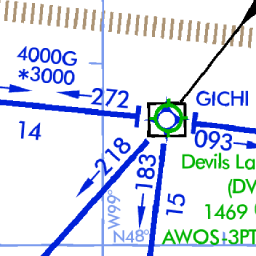 4000G
*3000
272
GICHI
14
093
218
183
Devils La
(DV
15
1469
W99°
N48°
AWOS-3PT